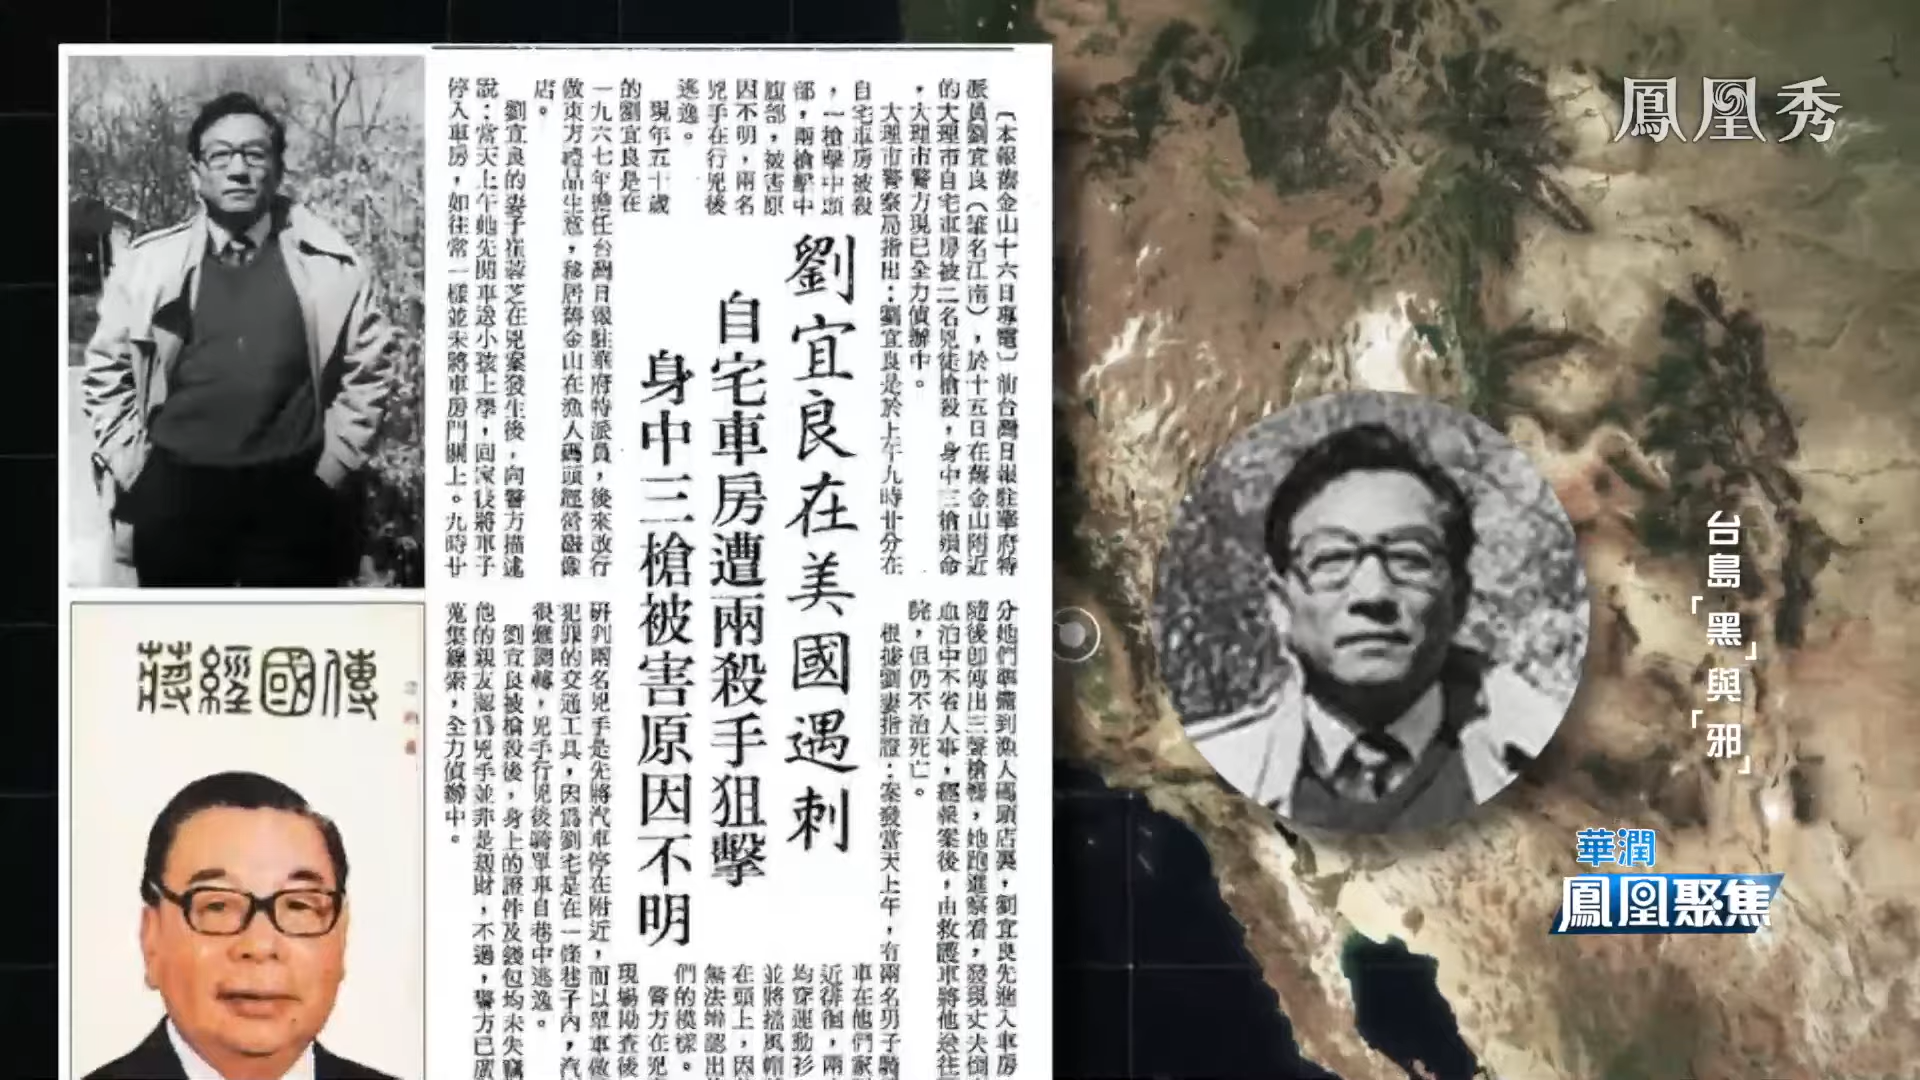 鳳凰秀
劉宜良在美國遇刺
自宅車房遭兩殺手狙擊
身中三槍被害原因不明
〔本報舊金山十六日專電〕前台灣日報駐華府特
派員劉宜良（筆名江南），於十五日在舊金山附近
的大理市自宅車房被二名兇徒槍殺，身中三槍殞命
，大理市警方現已全力偵辦中。
大理市警察局指出：劉宜良是於上午九時廿分在
自宅車房被殺
，一槍擊中頭
部，兩槍擊中
腹部，被害原
因不明，兩名
兇手在行兇後
逃逸。
現年五十歲
的劉宜良是在
一九六七年擔任台灣日報駐華府特派員，後來改行
做東方禮品生意，移居舊金山在漁人碼頭經營磁像
店。
劉宜良的妻子崔蓉芝在兇案發生後，向警方描述
說：當天上午她先開車送小孩上學，回家後將車子
停入車房，如往常一樣並未將車房門關上。九時廿
分她們準備到漁人碼頭店裏，劉宜良先進入車房
隨後即傳出三聲槍響，她跑進察看，發現丈夫倒
血泊中不省人事，經報案後，由救護車將他送往
院，但仍不治死亡。
根據劉妻指證：案發當天上午，有兩名男子騎
車在他們家
近徘徊，兩
均穿運動衫
並將擋風帽
在頭上，因
無法辨認出
們的模樣。
警方在兇
現場勘查後
研判兩名兇手是先將汽車停在附近，而以單車做
犯罪的交通工具，因為劉宅是在一條巷子內，汽
很難調轉，兇手行兇後騎單車自巷中逃逸。
劉宜良被槍殺後，身上的證件及錢包均未失竊
他的親友認為兇手並非是劫財，不過，警方已廣
蒐集線索，全力偵辦中。
蔣經國傳
台島「黑」與「邪」
華潤
鳳凰聚焦